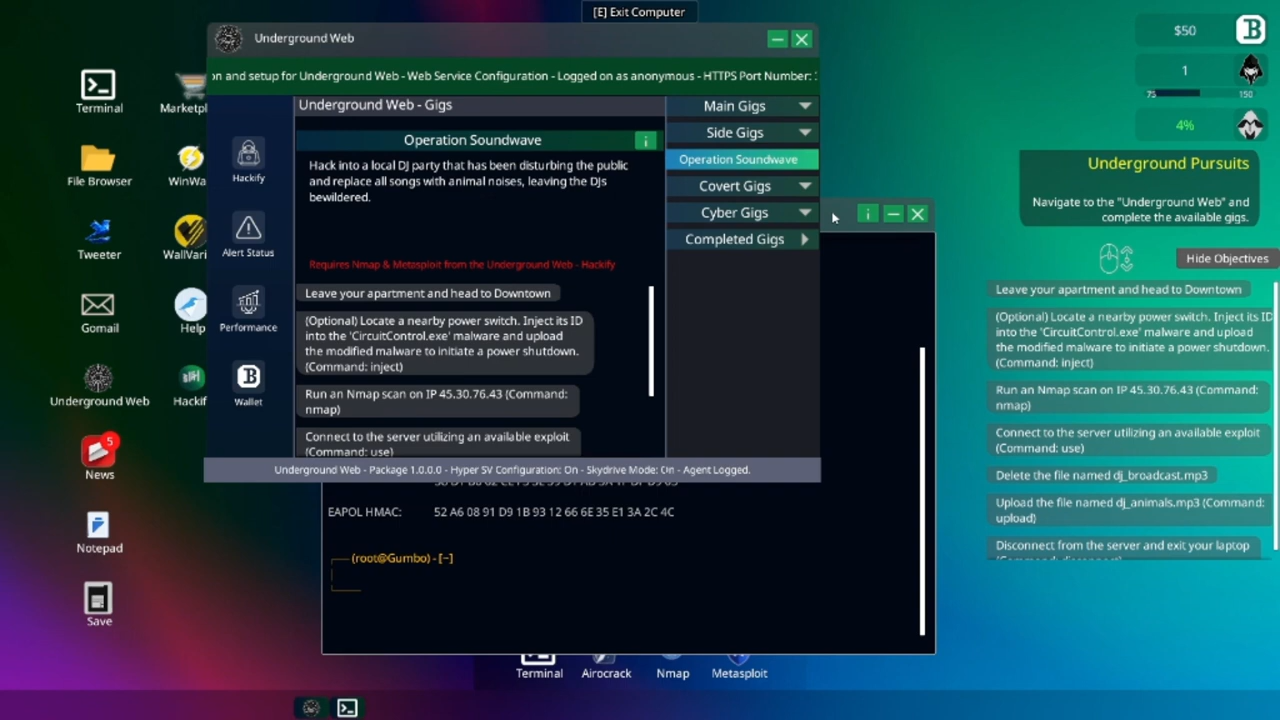 [E] Exit Computer
Underground Web
on and setup for Underground Web - Web Service Configuration - Logged on as anonymous - HTTPS Port Number:
Underground Web - Gigs
Operation Soundwave
i
Hack into a local DJ party that has been disturbing the public
and replace all songs with animal noises, leaving the DJs
bewildered.
Requires Nmap & Metasploit from the Underground Web - Hackify
Leave your apartment and head to Downtown
(Optional) Locate a nearby power switch. Inject its ID
into the 'CircuitControl.exe' malware and upload
the modified malware to initiate a power shutdown.
(Command: inject)
Run an Nmap scan on IP 45.30.76.43 (Command:
nmap)
Connect to the server utilizing an available exploit
(Command: use)
Hackify
Alert Status
Performance
B
Wallet
Main Gigs
Side Gigs
Operation Soundwave
Covert Gigs
Cyber Gigs
Completed Gigs
Underground Web - Package 1.0.0.0 - Hyper SV Configuration: On - Skydrive Mode: On - Agent Logged.
i
EAPOL HMAC: 52 A6 08 91 D9 1B 93 12 66 6E 35 E1 3A 2C 4C
(root@Gumbo) - [~]
Terminal
Marketpl
File Browser
WinWa
Tweeter
WallVari
Gomail
Help
Underground Web
Hackif
5
News
Notepad
Save
Terminal
Airocrack
Nmap
Metasploit
$50
B
1
75
150
4%
Underground Pursuits
Navigate to the "Underground Web" and
complete the available gigs.
Hide Objectives
Leave your apartment and head to Downtown
(Optional) Locate a nearby power switch. Inject its ID
into the 'CircuitControl.exe' malware and upload
the modified malware to initiate a power shutdown.
(Command: inject)
Run an Nmap scan on IP 45.30.76.43 (Command:
nmap)
Connect to the server utilizing an available exploit
(Command: use)
Delete the file named dj_broadcast.mp3
Upload the file named dj_animals.mp3 (Command:
upload)
Disconnect from the server and exit your laptop